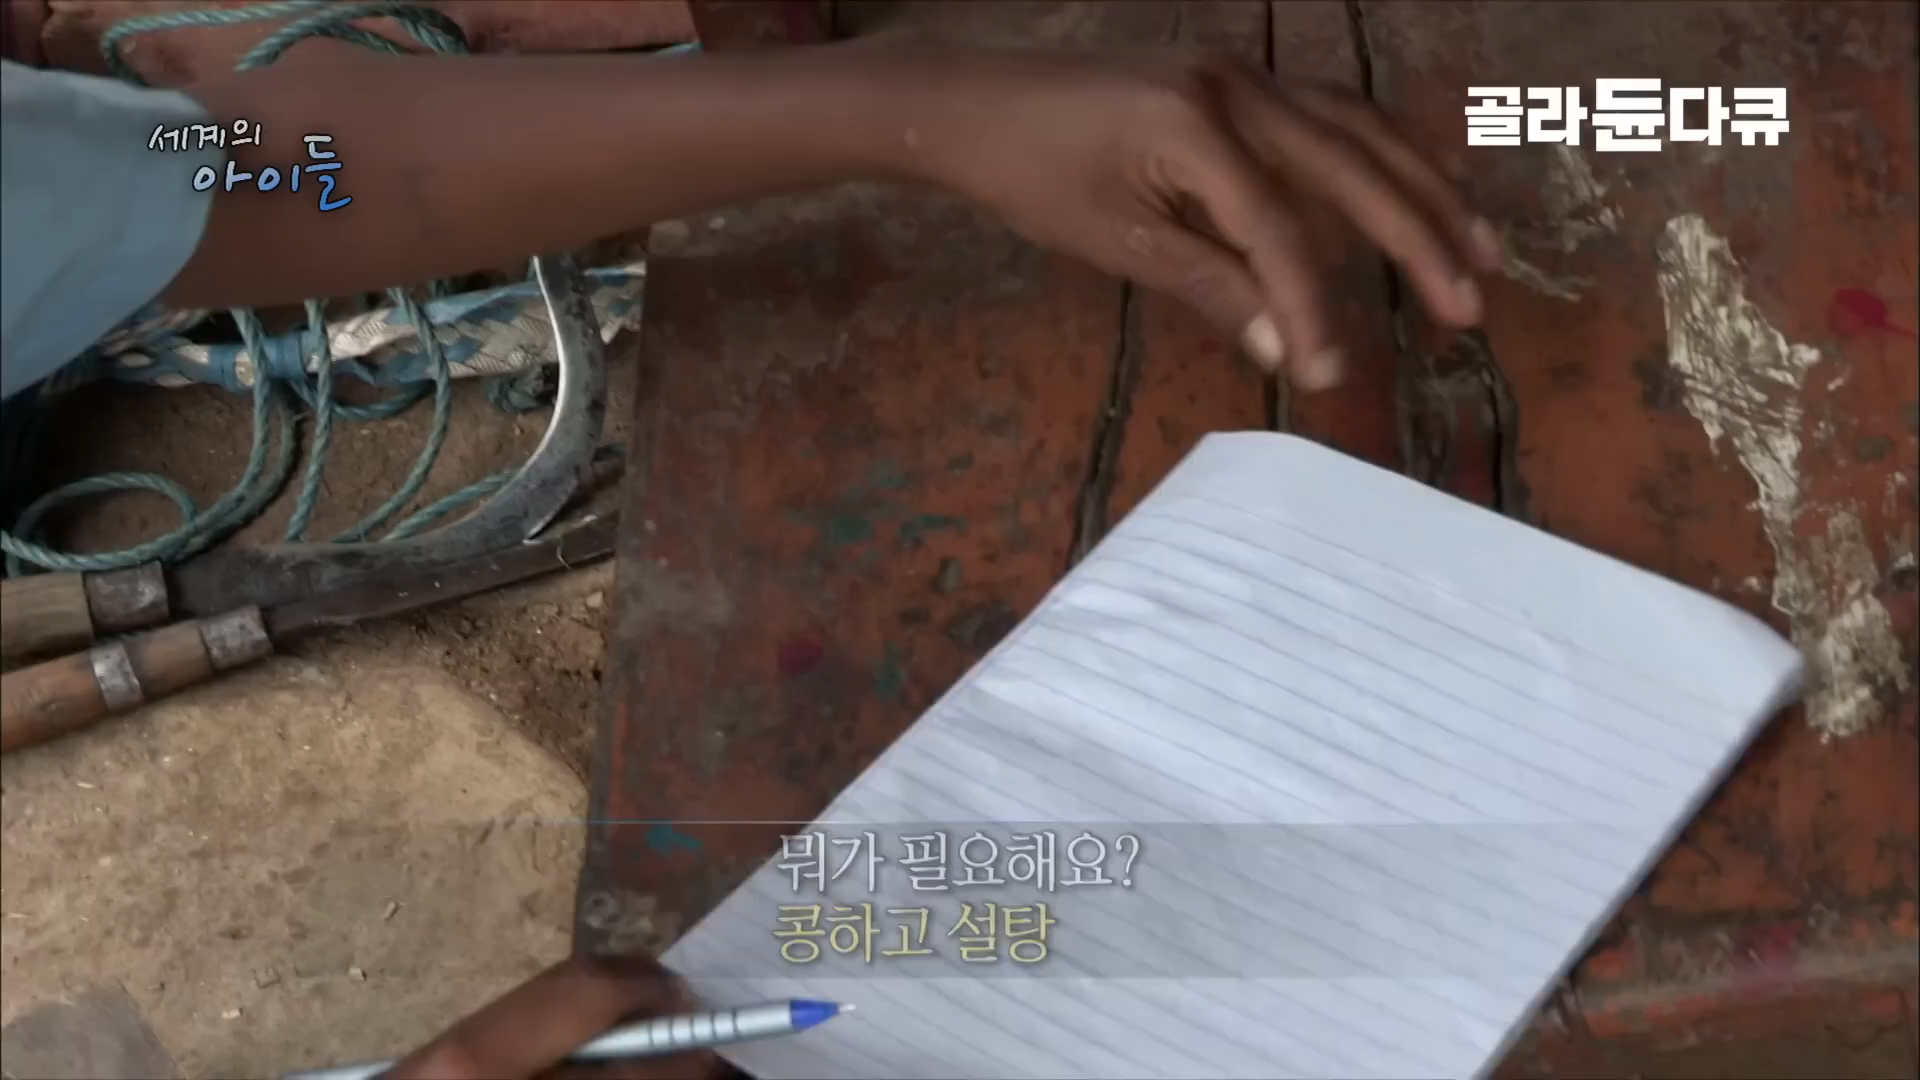 세계의
아이들
골라듄다큐
뭐가 필요해요?
콩하고 설탕